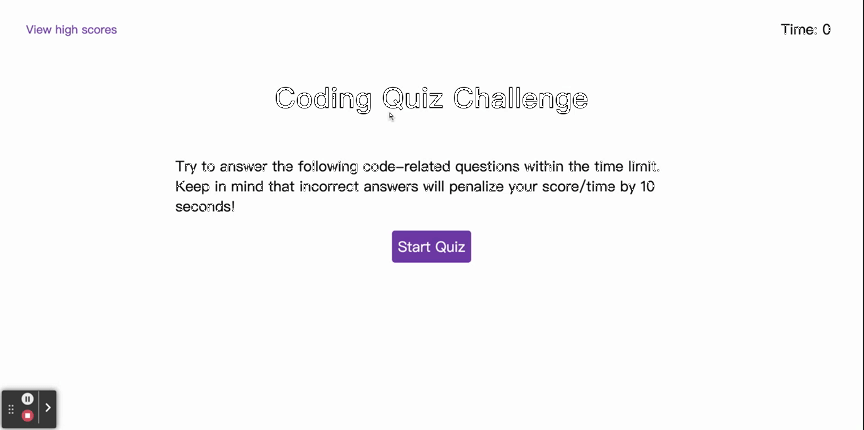 View high scores
Time: 0
Coding Quiz Challenge
Try to answer the following code-related questions within the time limit.
Keep in mind that incorrect answers will penalize your score/time by 10
seconds!
Start Quiz